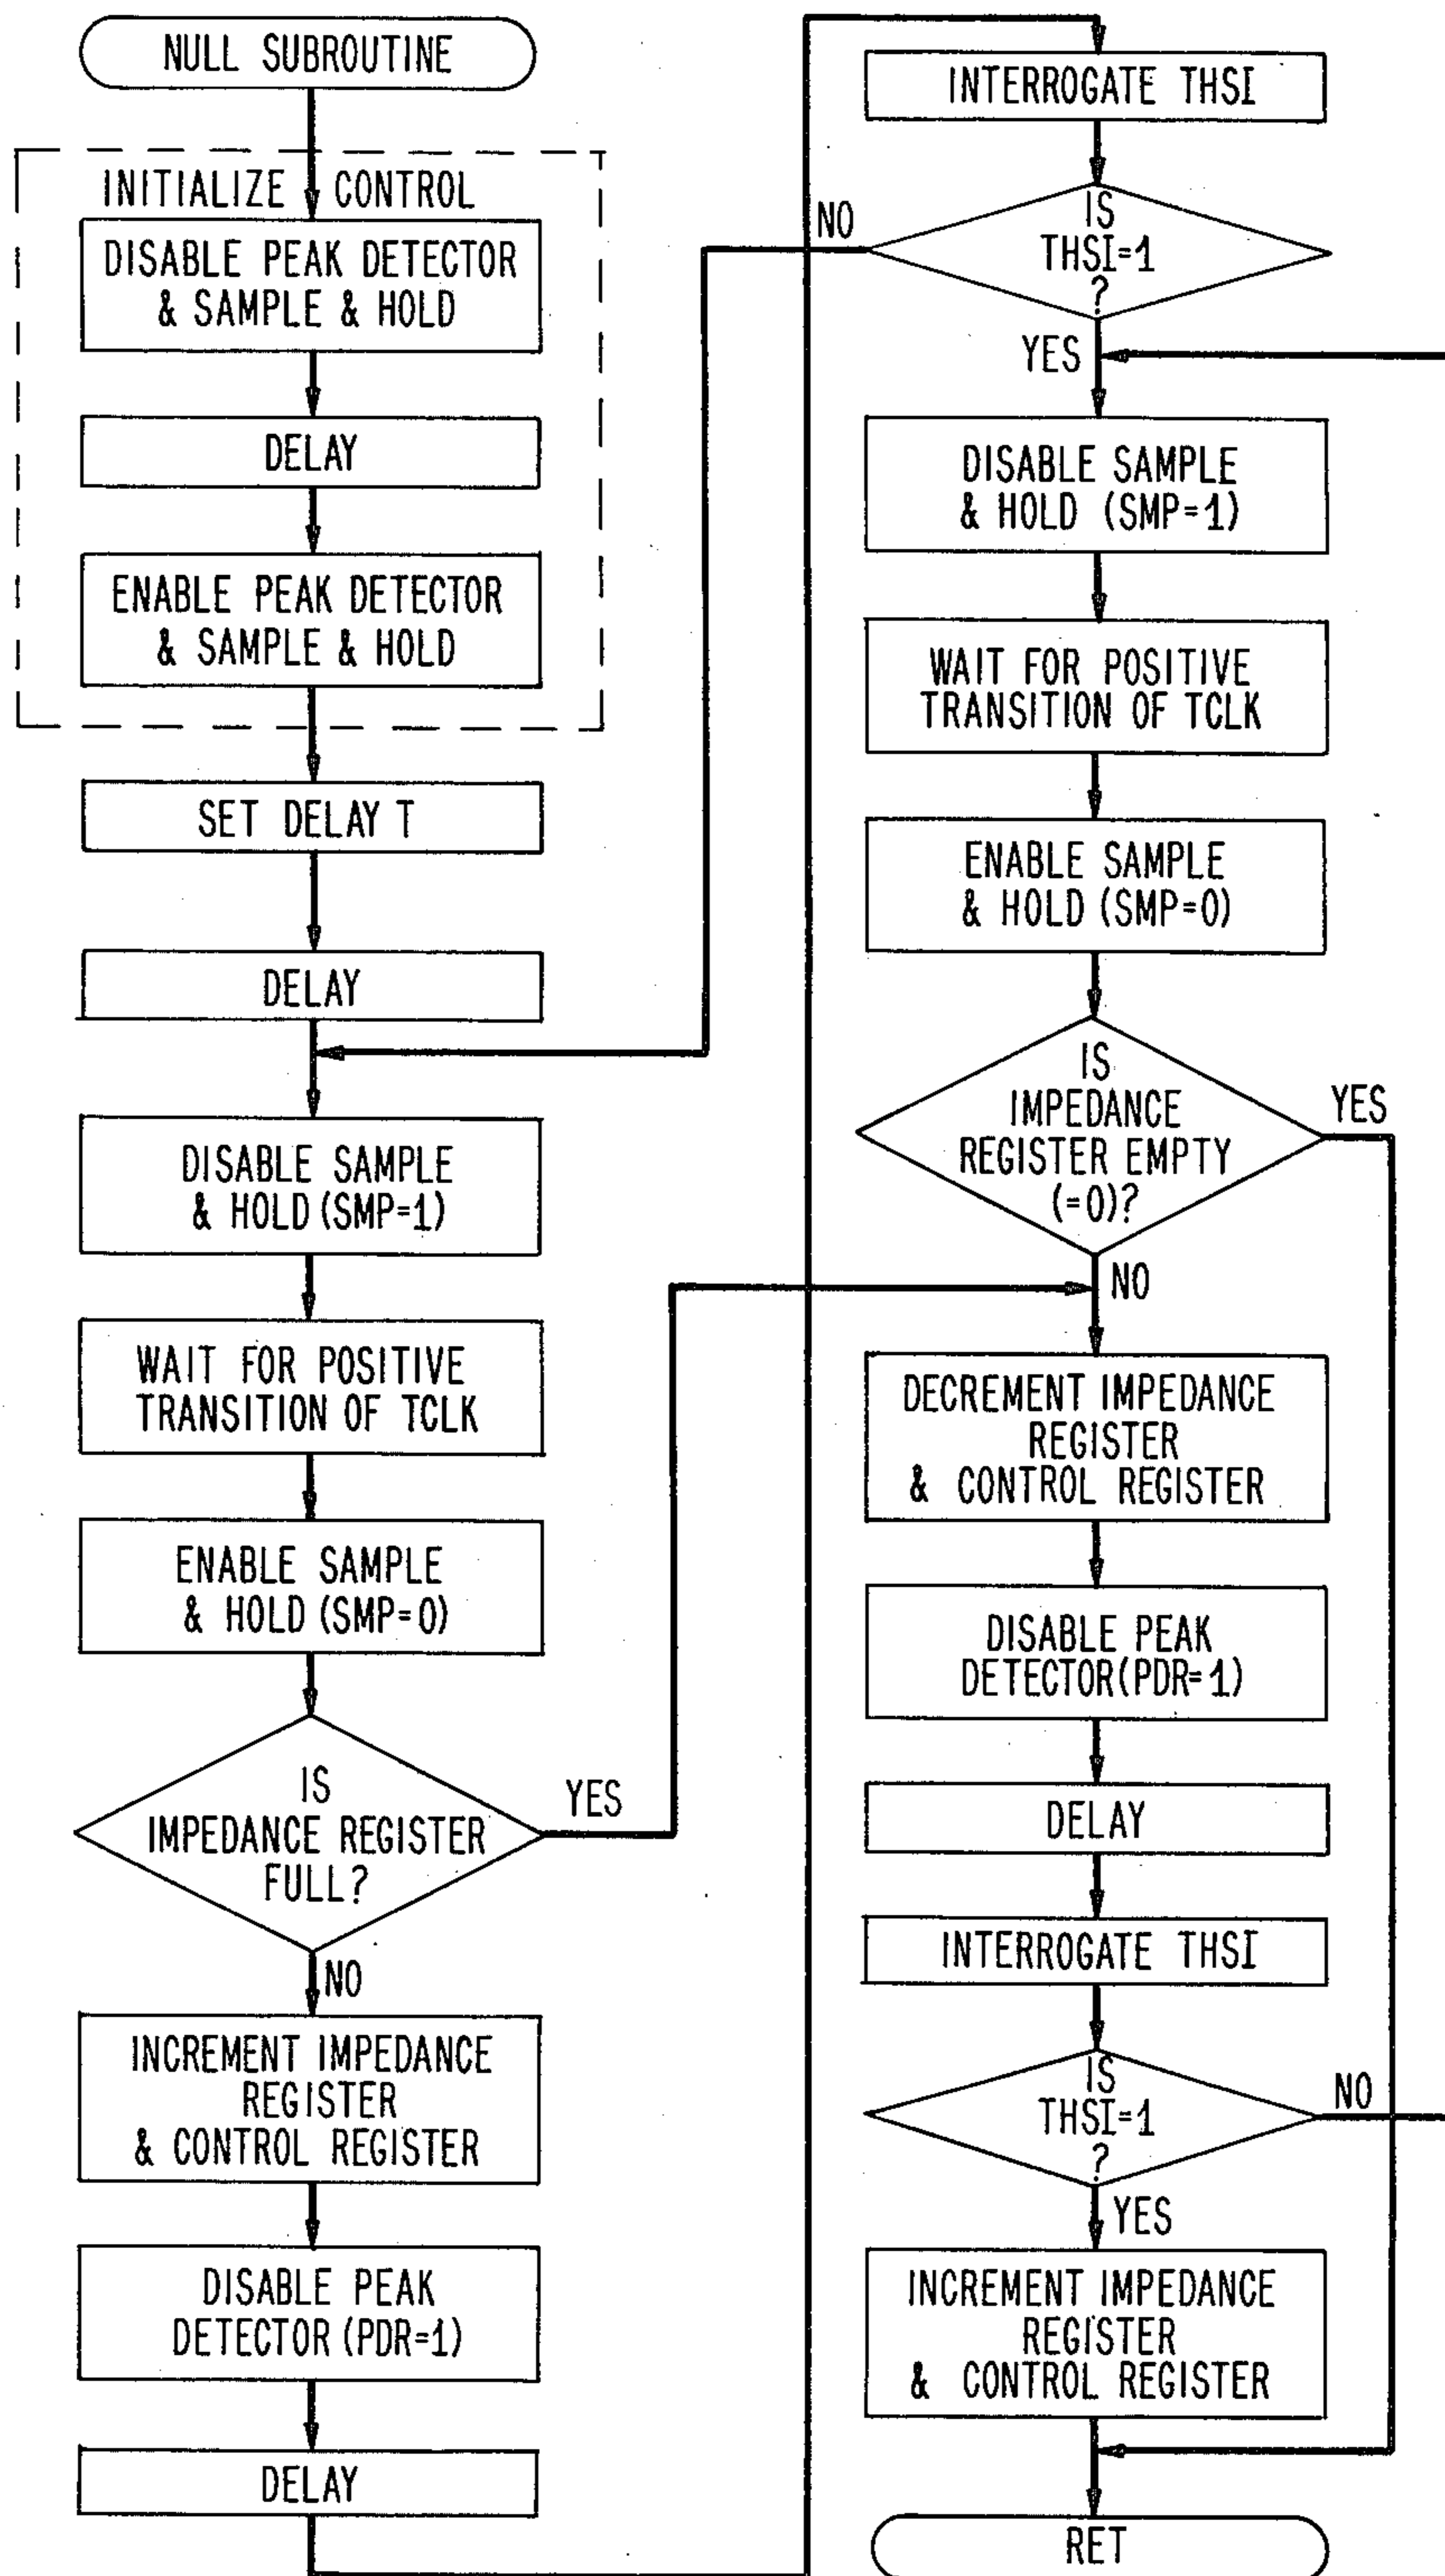 NULL SUBROUTINE
INITIALIZE CONTROL
DISABLE PEAK DETECTOR
& SAMPLE & HOLD
DELAY
ENABLE PEAK DETECTOR
& SAMPLE & HOLD
SET DELAY T
DELAY
DISABLE SAMPLE
& HOLD (SMP=1)
WAIT FOR POSITIVE
TRANSITION OF TCLK
ENABLE SAMPLE
& HOLD (SMP=0)
IS
IMPEDANCE REGISTER
FULL?
YES
NO
INCREMENT IMPEDANCE
REGISTER
& CONTROL REGISTER
DISABLE PEAK
DETECTOR (PDR=1)
DELAY
INTERROGATE THSI
IS
THSI=1
?
NO
YES
DISABLE SAMPLE
& HOLD (SMP=1)
WAIT FOR POSITIVE
TRANSITION OF TCLK
ENABLE SAMPLE
& HOLD (SMP=0)
IS
IMPEDANCE
REGISTER EMPTY
(=0)?
YES
NO
DECREMENT IMPEDANCE
REGISTER
& CONTROL REGISTER
DISABLE PEAK
DETECTOR(PDR=1)
DELAY
INTERROGATE THSI
IS
THSI=1
?
NO
YES
INCREMENT IMPEDANCE
REGISTER
& CONTROL REGISTER
RET